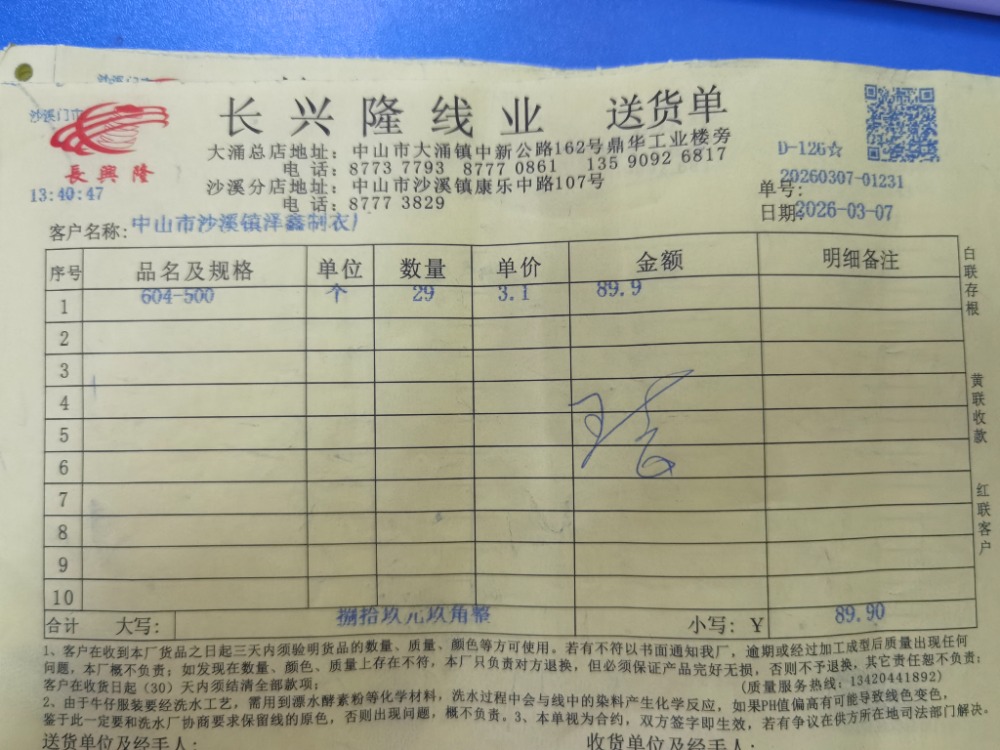 沙溪门市
長興隆
13:40:47
长兴隆线业 送货单
大涌总店地址: 中山市大涌镇中新公路162号鼎华工业楼旁
电 话: 8773 7793 8777 0861 135 9092 6817
沙溪分店地址: 中山市沙溪镇康乐中路107号
电 话: 8777 3829
D-126☆
单号: 20260307-01231
日期: 2026-03-07
客户名称: 中山市沙溪镇泽鑫制衣厂
序号 品名及规格 单位 数量 单价 金额 明细备注
1 604-500 个 29 3.1 89.9
2
3
4
5
6
7
8
9
10
合计 大写: 捌拾玖元玖角整 小写: ¥ 89.90
白联存根
黄联收款
红联客户
1、客户在收到本厂货品之日起三天内须验明货品的数量、质量、颜色等方可使用。若有不符以书面通知我厂,逾期或经过加工成型后质量出现任何
问题,本厂概不负责;如发现在数量、颜色、质量上存在不符,本厂只负责对方退换,但必须保证产品完好无损,否则不予退换,其它责任恕不负责;
客户在收货日起(30)天内须结清全部款项; (质量服务热线: 13420441892)
2、由于牛仔服装要经洗水工艺,需用到漂水酵素粉等化学材料,洗水过程中会与线中的染料产生化学反应,如果PH值偏高有可能导致线色变色,
鉴于此一定要和洗水厂协商要求保留线的原色,否则出现问题,概不负责。3、本单视为合约,双方签字即生效,若有争议在供方所在地司法部门解决。
送货单位及经手人: 收货单位及经手人: